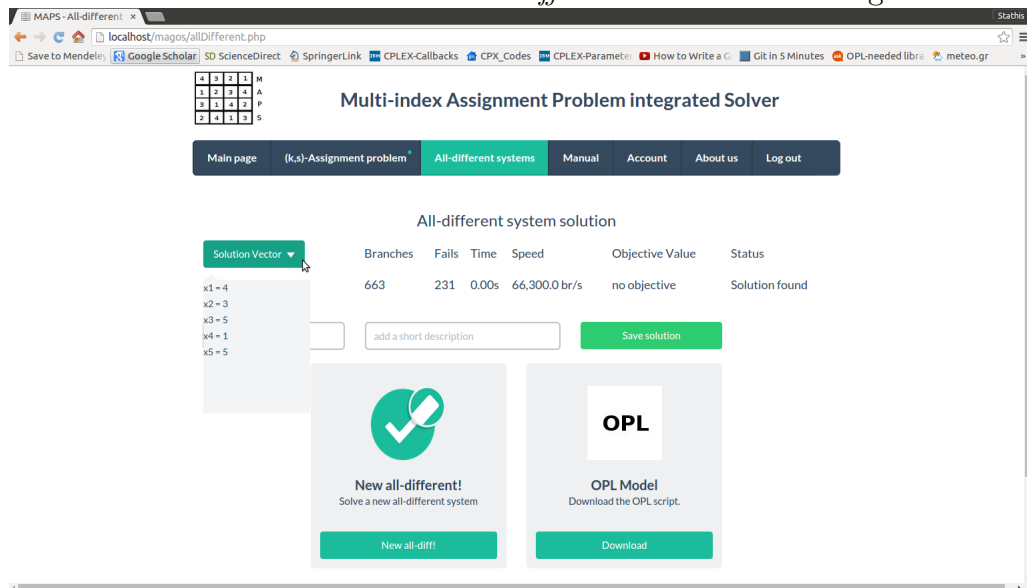 ff
MAPS - All-different ×
Stathis
localhost/magos/allDifferent.php
Save to Mendeley Google Scholar SD ScienceDirect SpringerLink CPLEX-Callbacks CPX_Codes CPLEX-Paramete How to Write a G Git in 5 Minutes OPL-needed libra meteo.gr »
4 3 2 1 M
1 2 3 4 A
3 1 4 2 P
2 4 1 3 S
Multi-index Assignment Problem integrated Solver
Main page (k,s)-Assignment problem All-different systems Manual Account About us Log out
All-different system solution
Solution Vector Branches Fails Time Speed Objective Value Status
663 231 0.00s 66,300.0 br/s no objective Solution found
x1 = 4
x2 = 3
x3 = 5
x4 = 1
x5 = 5
add a short description Save solution
OPL
New all-different! OPL Model
Solve a new all-different system Download the OPL script.
New all-diff! Download